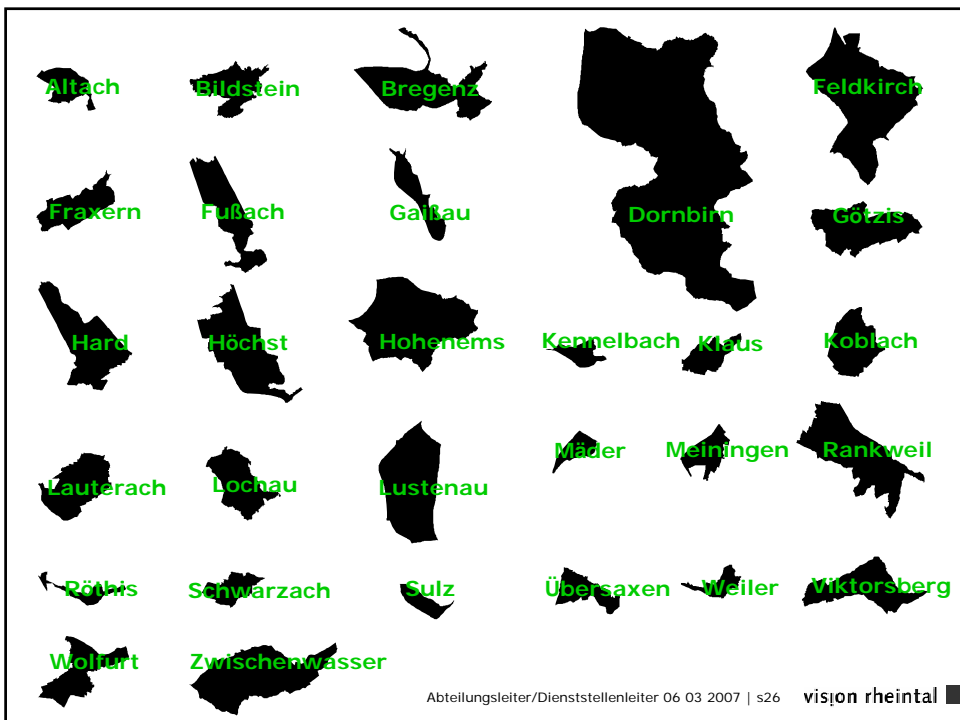 Altach
Bildstein
Bregenz
Feldkirch
Fraxern
Fußach
Gaißau
Dornbirn
Götzis
Hard
Höchst
Hohenems
Kennelbach
Klaus
Koblach
Lauterach
Lochau
Lustenau
Mäder
Meiningen
Rankweil
Röthis
Schwarzach
Sulz
Übersaxen
Weiler
Viktorsberg
Wolfurt
Zwischenwasser
Abteilungsleiter/Dienststellenleiter 06 03 2007 | s26
vision rheintal